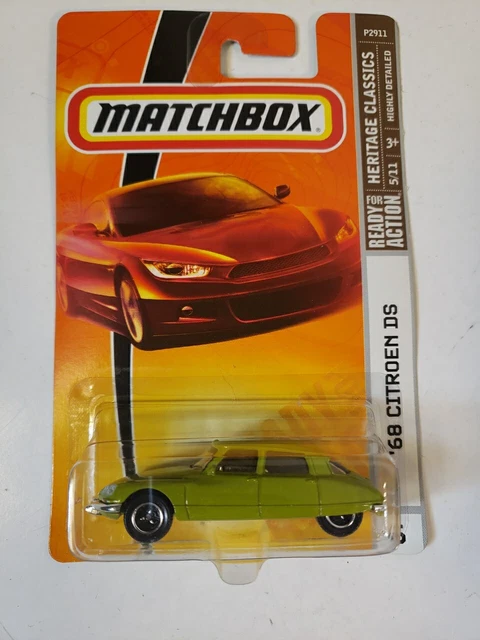 MATCHBOX
P2911
HERITAGE CLASSICS
HIGHLY DETAILED
5/11 3+
READY FOR ACTION
'68 CITROEN DS